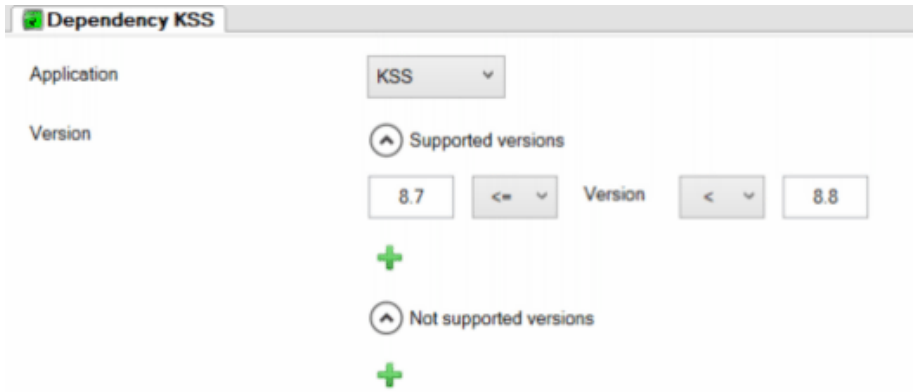 Dependency KSS
Application KSS
Version Supported versions
8.7 <= Version < 8.8
Not supported versions